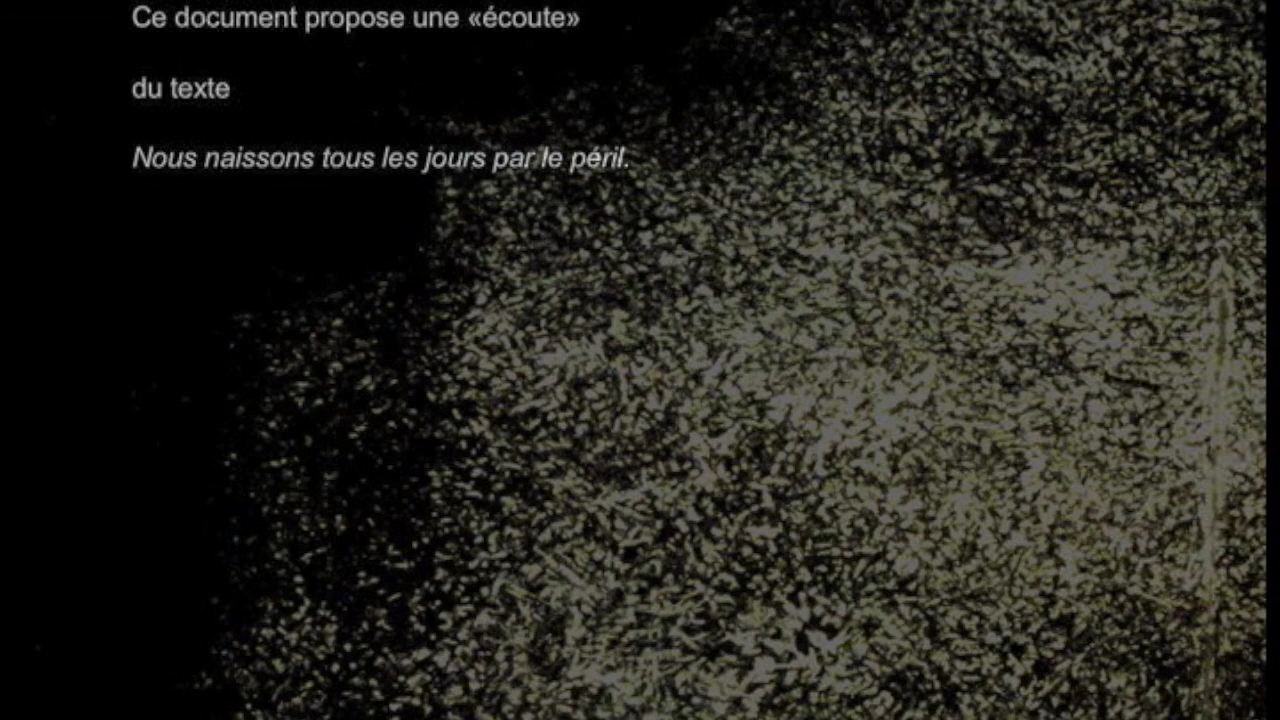 Ce document propose une «écoute»
du texte
Nous naissons tous les jours par le péril.